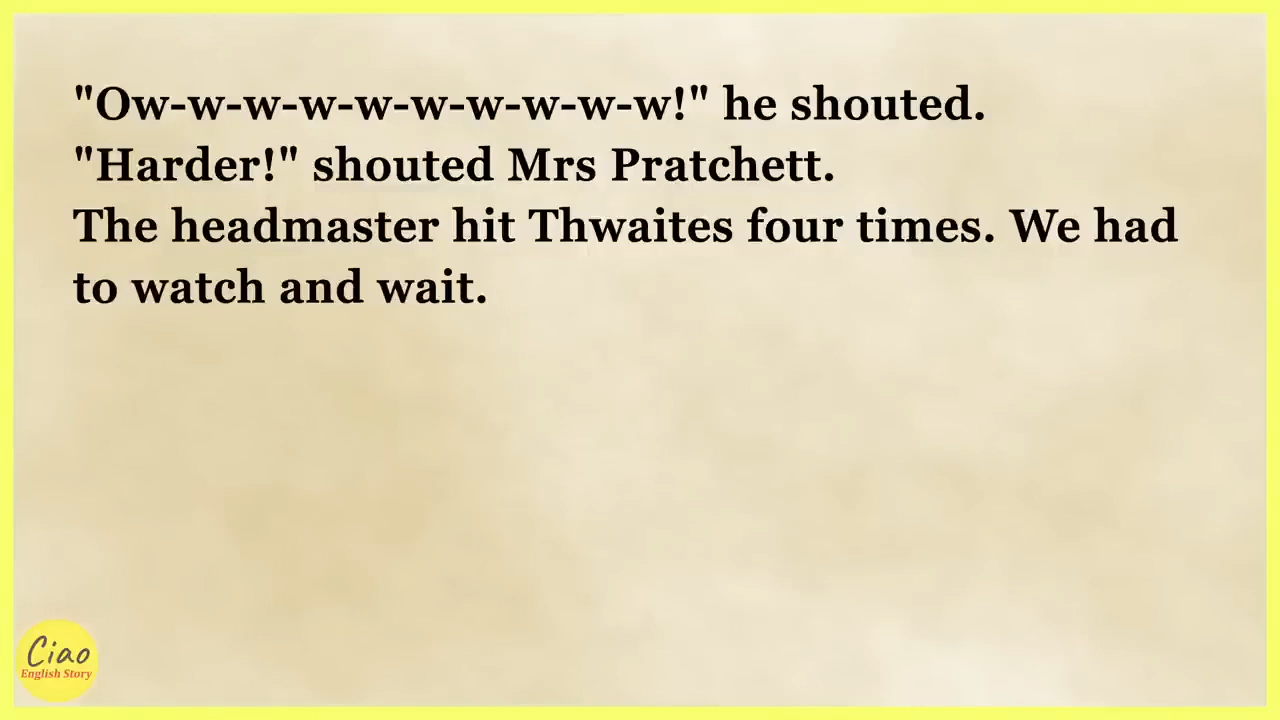 "Ow-w-w-w-w-w-w-w-w-w!" he shouted.
"Harder!" shouted Mrs Pratchett.
The headmaster hit Thwaites four times. We had
to watch and wait.
Ciao
English Story